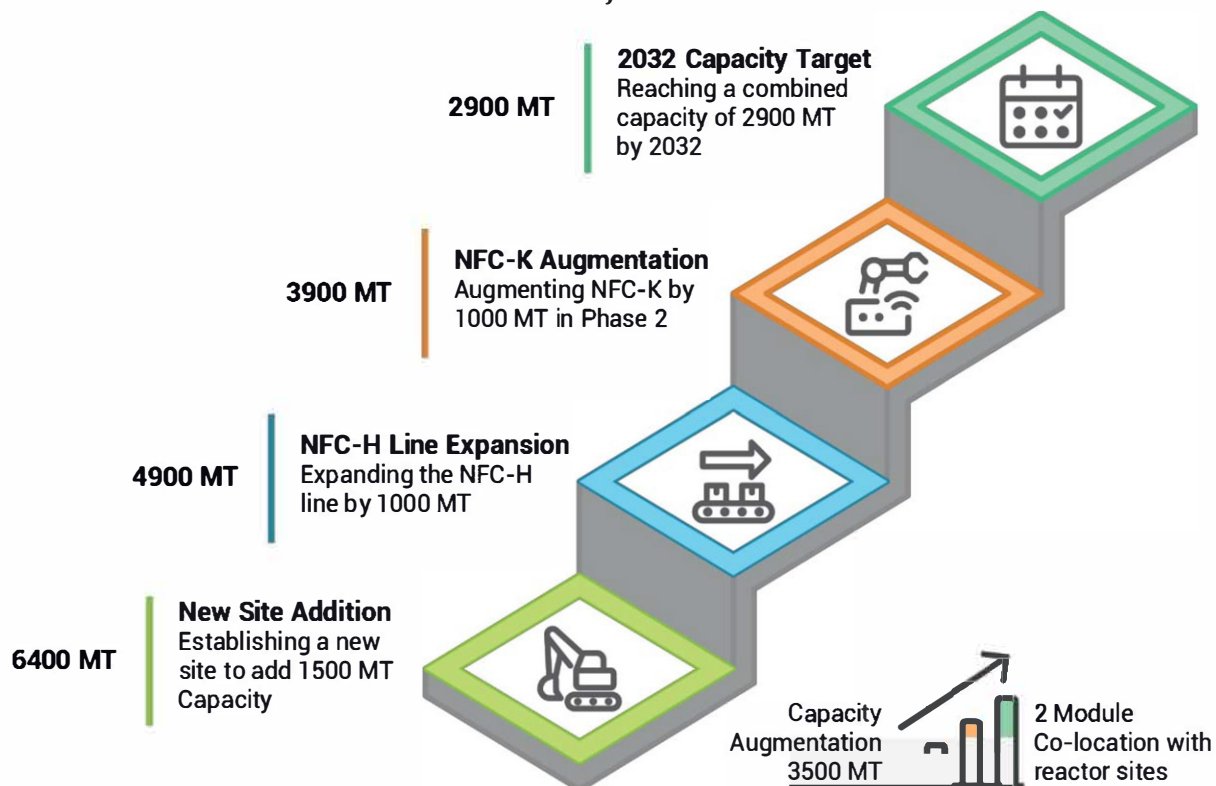 2900 MT
2032 Capacity Target
Reaching a combined
capacity of 2900 MT
by 2032
3900 MT
NFC-K Augmentation
Augmenting NFC-K by
1000 MT in Phase 2
4900 MT
NFC-H Line Expansion
Expanding the NFC-H
line by 1000 MT
6400 MT
New Site Addition
Establishing a new
site to add 1500 MT
Capacity
Capacity
Augmentation
3500 MT
2 Module
Co-location with
reactor sites